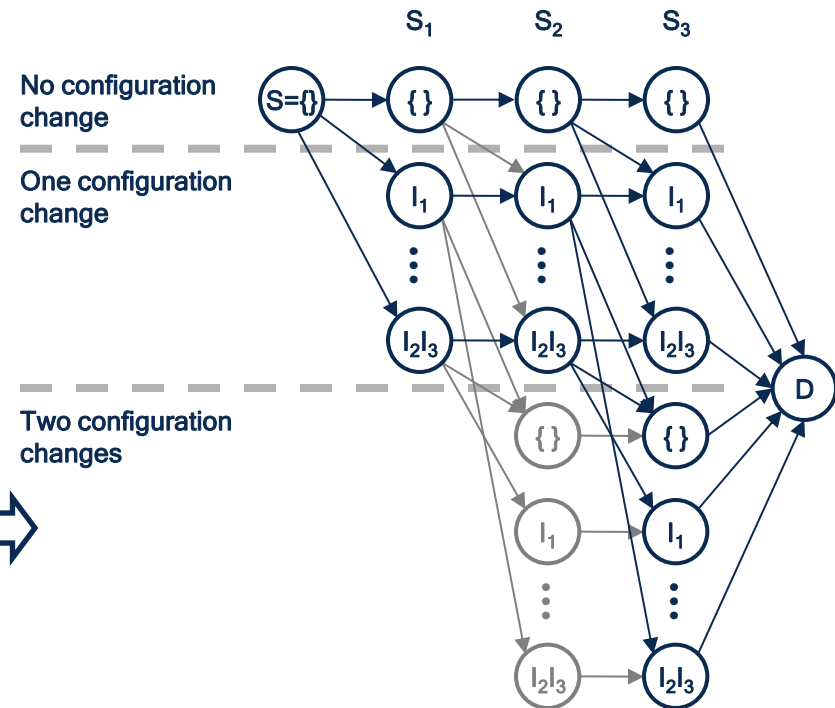 S₁ S₂ S₃
No configuration
change
S={} { } { } { }
One configuration
change
I₁ I₁ I₁
I₂I₃ I₂I₃ I₂I₃
D
Two configuration
changes
{ } { }
I₁ I₁
I₂I₃ I₂I₃